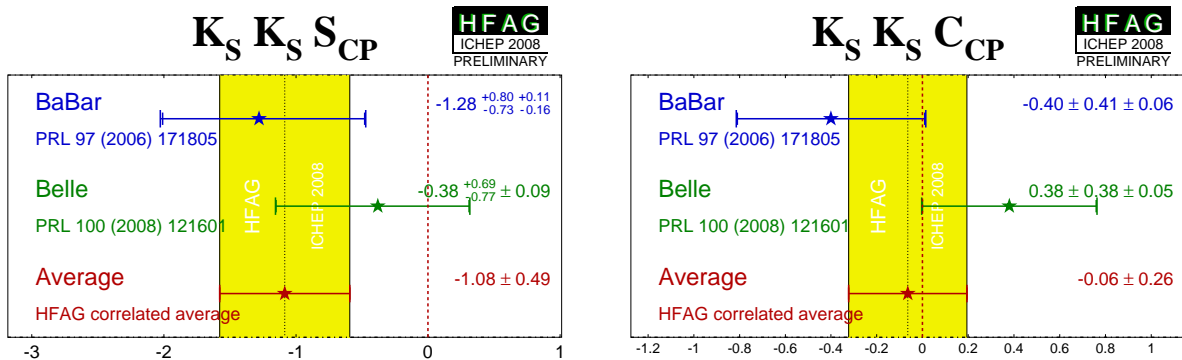 K_S K_S S_CP
HFAG
ICHEP 2008
PRELIMINARY
BaBar
PRL 97 (2006) 171805
-1.28 +0.80 -0.73 +0.11 -0.16
Belle
PRL 100 (2008) 121601
-0.38 +0.69 -0.77 ± 0.09
HFAG
ICHEP 2008
Average
HFAG correlated average
-1.08 ± 0.49
-3 -2 -1 0 1
K_S K_S C_CP
HFAG
ICHEP 2008
PRELIMINARY
BaBar
PRL 97 (2006) 171805
-0.40 ± 0.41 ± 0.06
Belle
PRL 100 (2008) 121601
0.38 ± 0.38 ± 0.05
HFAG
ICHEP 2008
Average
HFAG correlated average
-0.06 ± 0.26
-1.2 -1 -0.8 -0.6 -0.4 -0.2 0 0.2 0.4 0.6 0.8 1